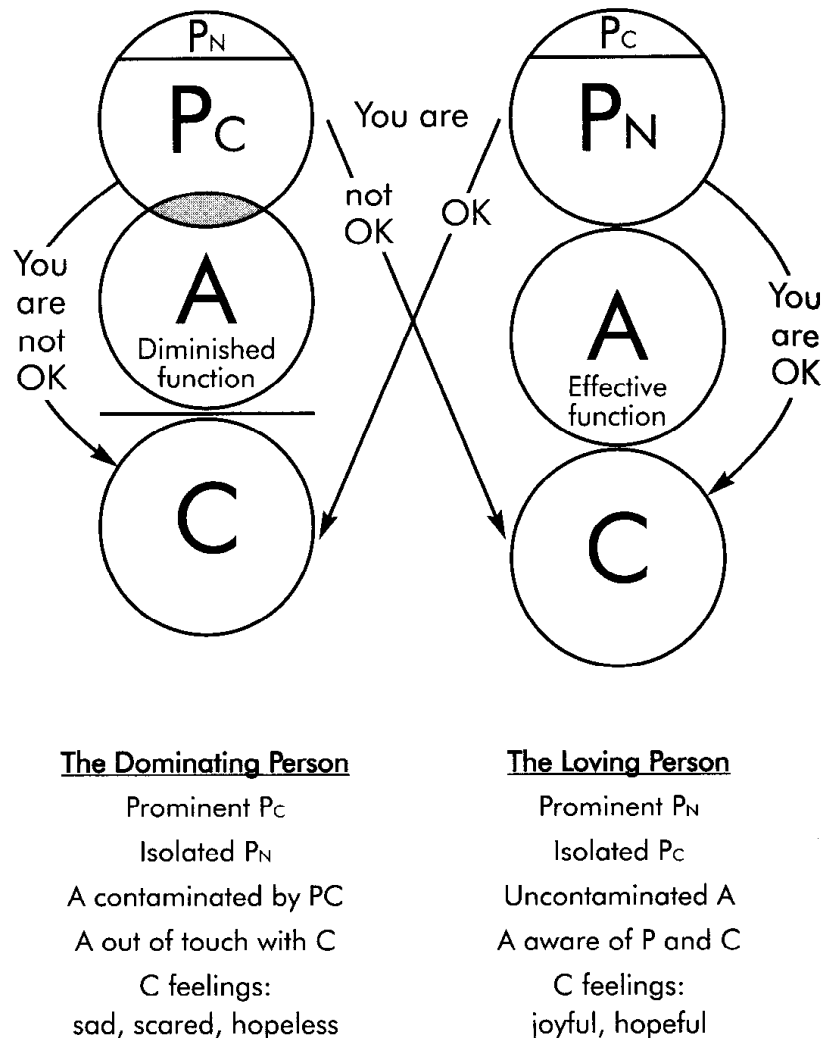 PN
PC
You are
not
OK
OK
You
are
not
OK
A
Diminished
function
C
PC
PN
A
Effective
function
You
are
OK
C
The Dominating Person
Prominent PC
Isolated PN
A contaminated by PC
A out of touch with C
C feelings:
sad, scared, hopeless
The Loving Person
Prominent PN
Isolated PC
Uncontaminated A
A aware of P and C
C feelings:
joyful, hopeful